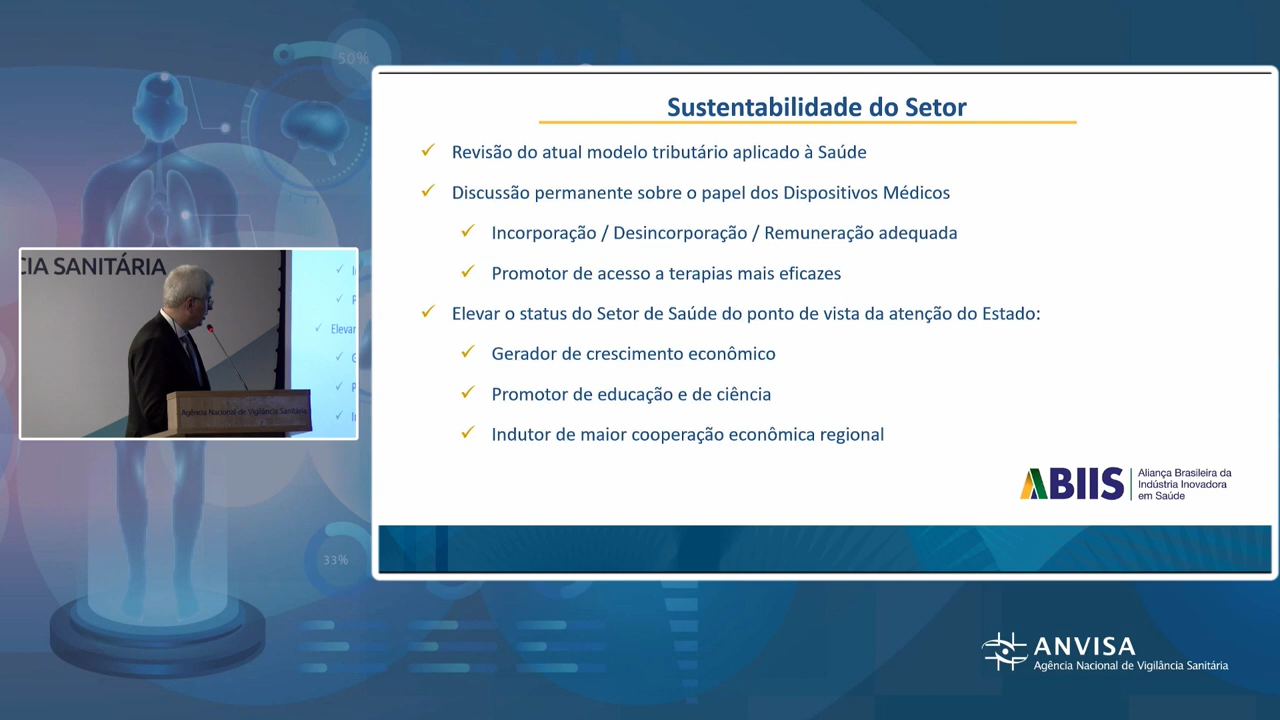 50%
Sustentabilidade do Setor
Revisão do atual modelo tributário aplicado à Saúde
Discussão permanente sobre o papel dos Dispositivos Médicos
Incorporação / Desincorporação / Remuneração adequada
Promotor de acesso a terapias mais eficazes
Elevar o status do Setor de Saúde do ponto de vista da atenção do Estado:
Gerador de crescimento econômico
Promotor de educação e de ciência
Indutor de maior cooperação econômica regional
ABIIS
Aliança Brasileira da
Indústria Inovadora
em Saúde
CIA SANITÁRIA
Elevar
Agência Nacional de Vigilância Sanitária
33%
ANVISA
Agência Nacional de Vigilância Sanitária